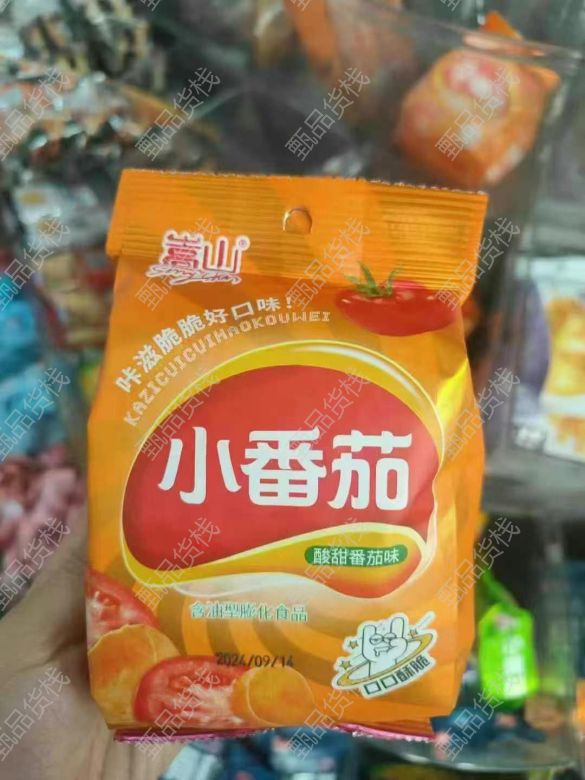 嵩山®
咔滋脆脆好口味!
KAZICUICUIHAOKOUWEI
小番茄
酸甜番茄味
含油型膨化食品
2024/09/14
口口酥脆
甄品货栈